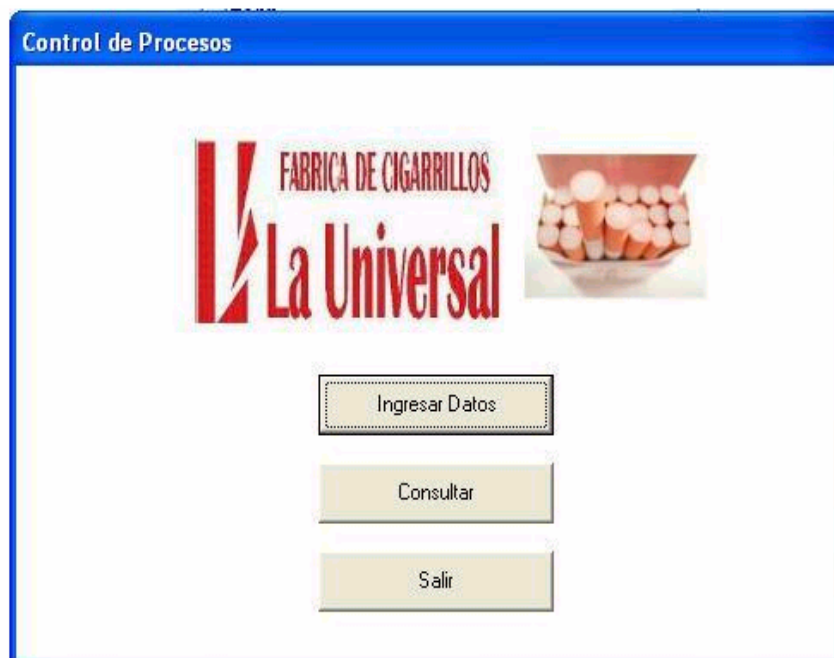 Control de Procesos
FABRICA DE CIGARRILLOS
La Universal
Ingresar Datos
Consultar
Salir